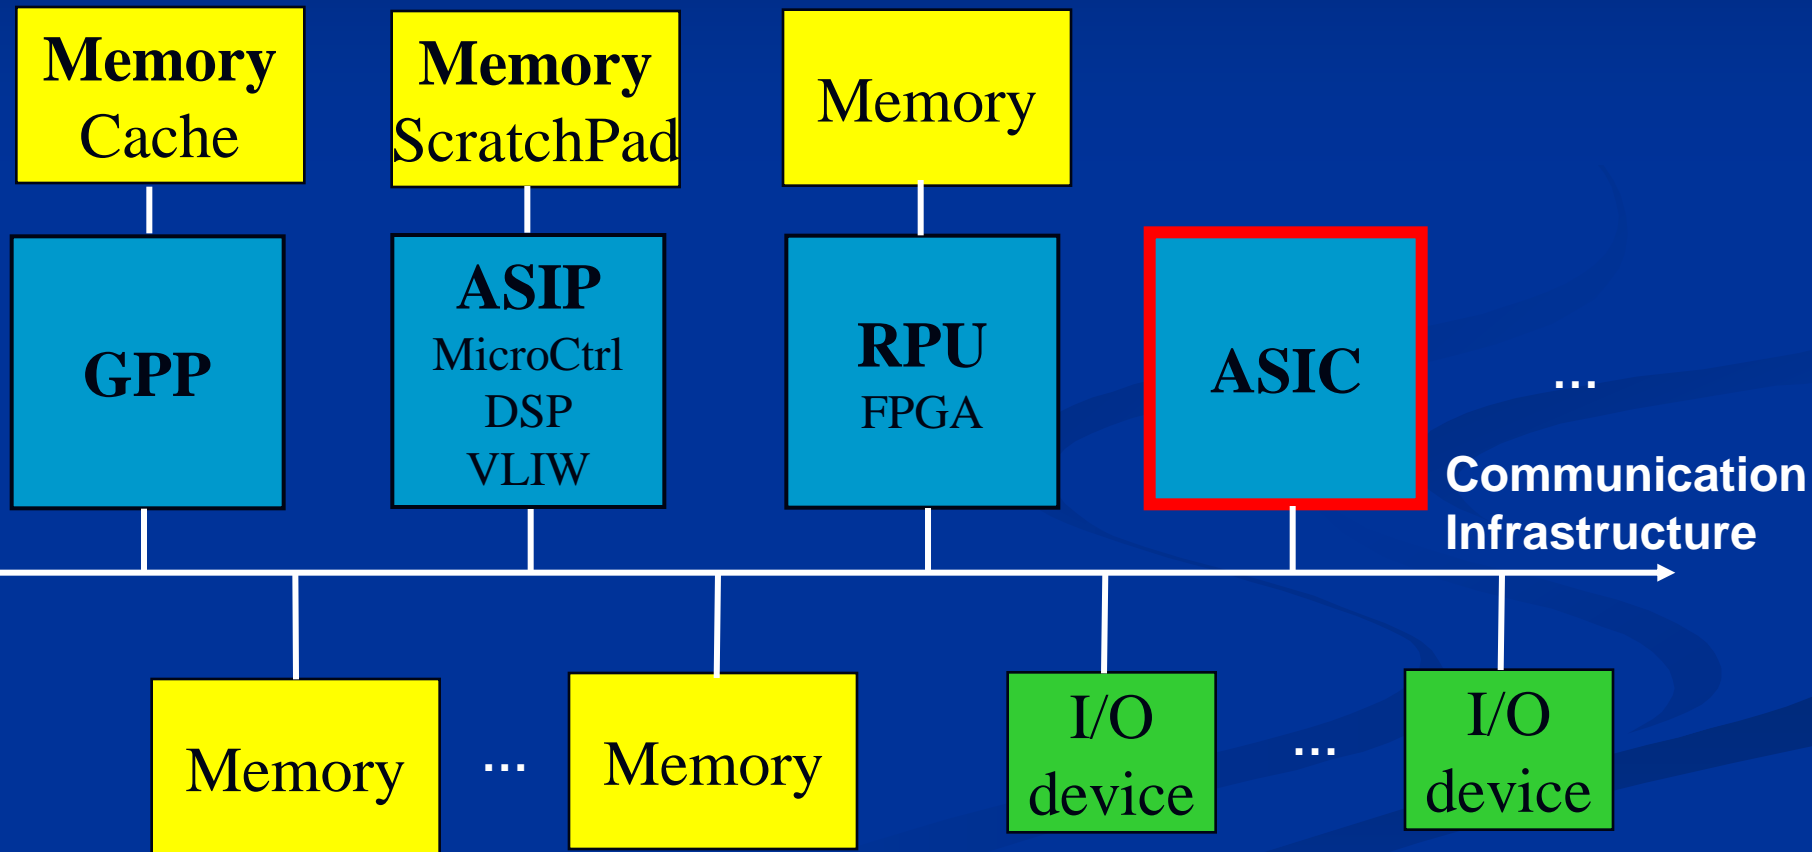 Memory
Cache
Memory
ScratchPad
Memory
GPP
ASIP
MicroCtrl
DSP
VLIW
RPU
FPGA
ASIC
...
Communication
Infrastructure
Memory
...
Memory
I/O
device
...
I/O
device